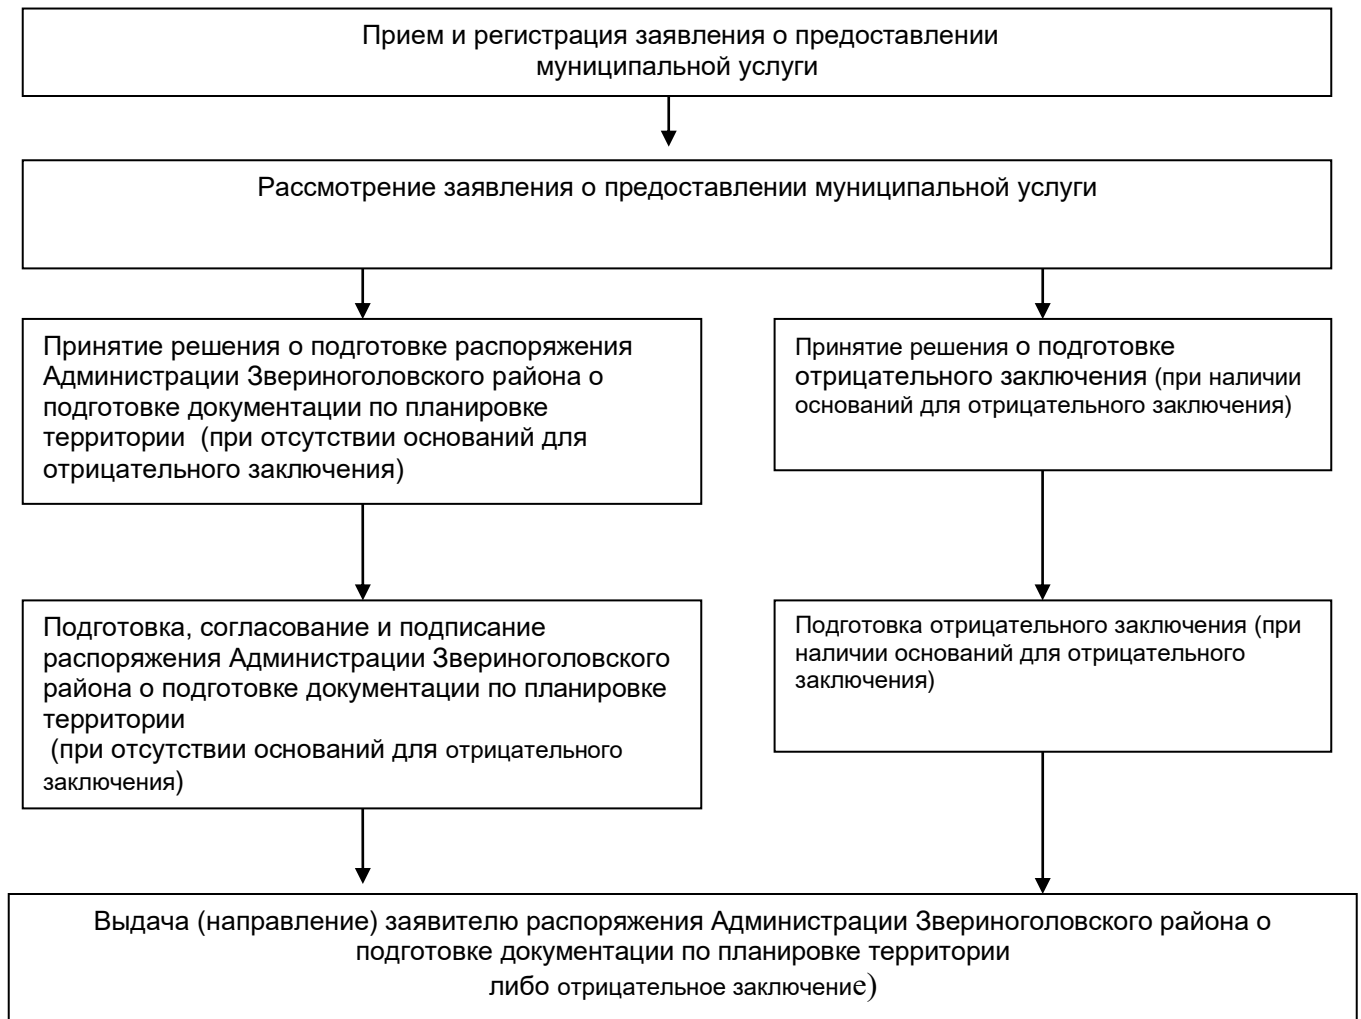 Прием и регистрация заявления о предоставлении
муниципальной услуги
Рассмотрение заявления о предоставлении муниципальной услуги
Принятие решения о подготовке распоряжения
Администрации Звериноголовского района о
подготовке документации по планировке
территории (при отсутствии оснований для
отрицательного заключения)
Принятие решения о подготовке
отрицательного заключения (при наличии
оснований для отрицательного заключения)
Подготовка, согласование и подписание
распоряжения Администрации Звериноголовского
района о подготовке документации по планировке
территории
(при отсутствии оснований для отрицательного
заключения)
Подготовка отрицательного заключения (при
наличии оснований для отрицательного
заключения)
Выдача (направление) заявителю распоряжения Администрации Звериноголовского района о
подготовке документации по планировке территории
либо отрицательное заключение)